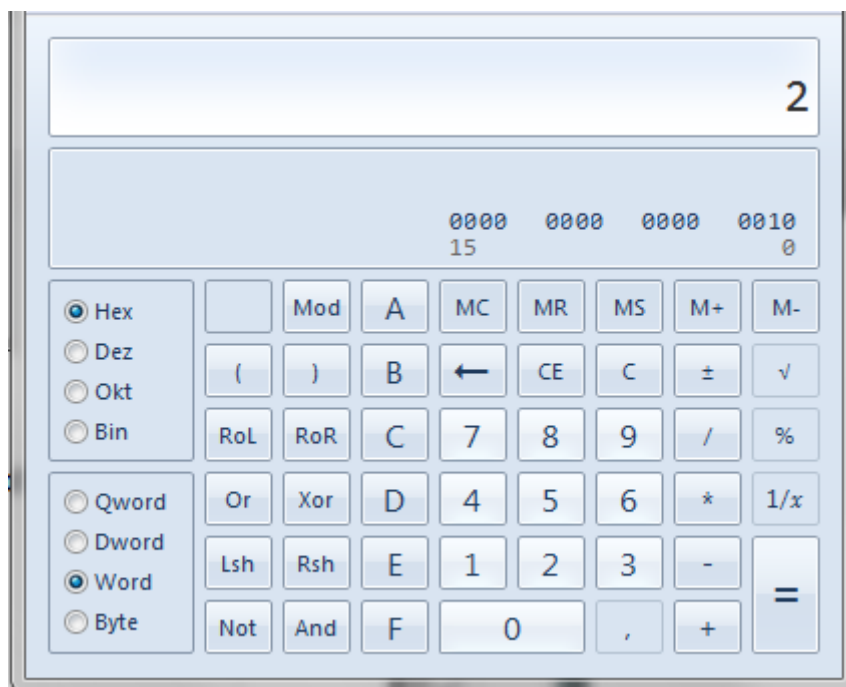 2
0000 0000 0000 0010
15 0
Hex Mod A MC MR MS M+ M-
Dez
( ) B ← CE C ± √
Okt
Bin RoL RoR C 7 8 9 / %
Qword Or Xor D 4 5 6 * 1/x
Dword
Lsh Rsh E 1 2 3 - =
Word
Byte Not And F 0 , +